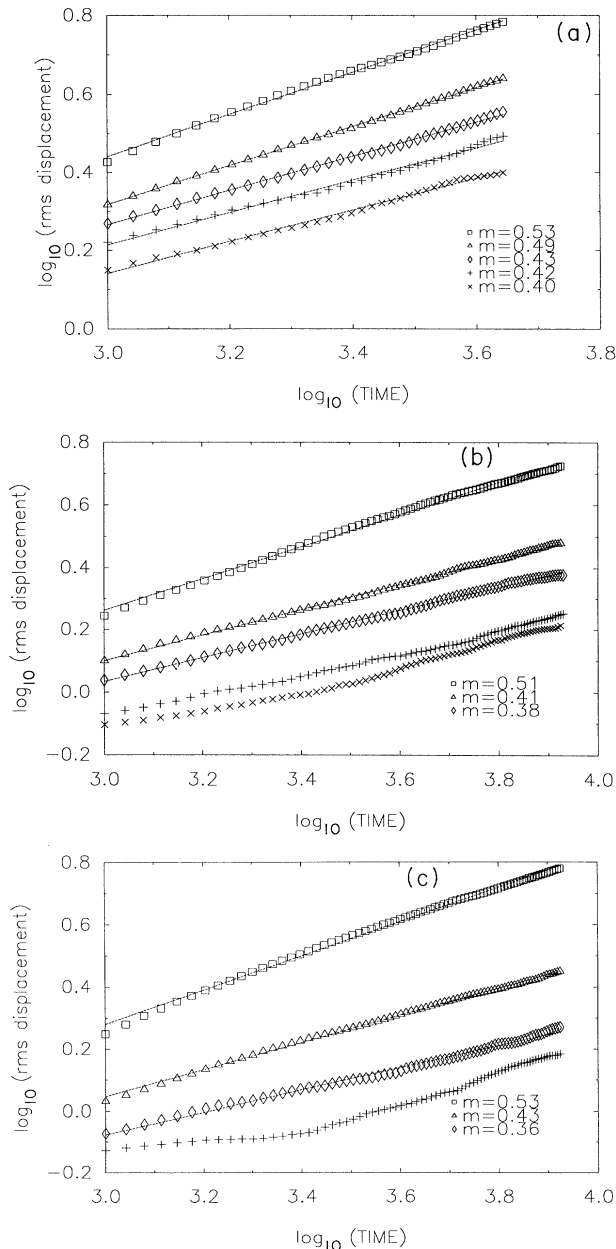 (a)
0.8
0.6
0.4
0.2
0.0
log10 (rms displacement)
□ m=0.53
△ m=0.49
◇ m=0.43
+ m=0.42
× m=0.40
3.0 3.2 3.4 3.6 3.8
log10 (TIME)
(b)
0.8
0.6
0.4
0.2
0.0
−0.2
log10 (rms displacement)
□ m=0.51
△ m=0.41
◇ m=0.38
3.0 3.2 3.4 3.6 3.8 4.0
log10 (TIME)
(c)
0.8
0.6
0.4
0.2
0.0
−0.2
log10 (rms displacement)
□ m=0.53
△ m=0.43
◇ m=0.36
3.0 3.2 3.4 3.6 3.8 4.0
log10 (TIME)